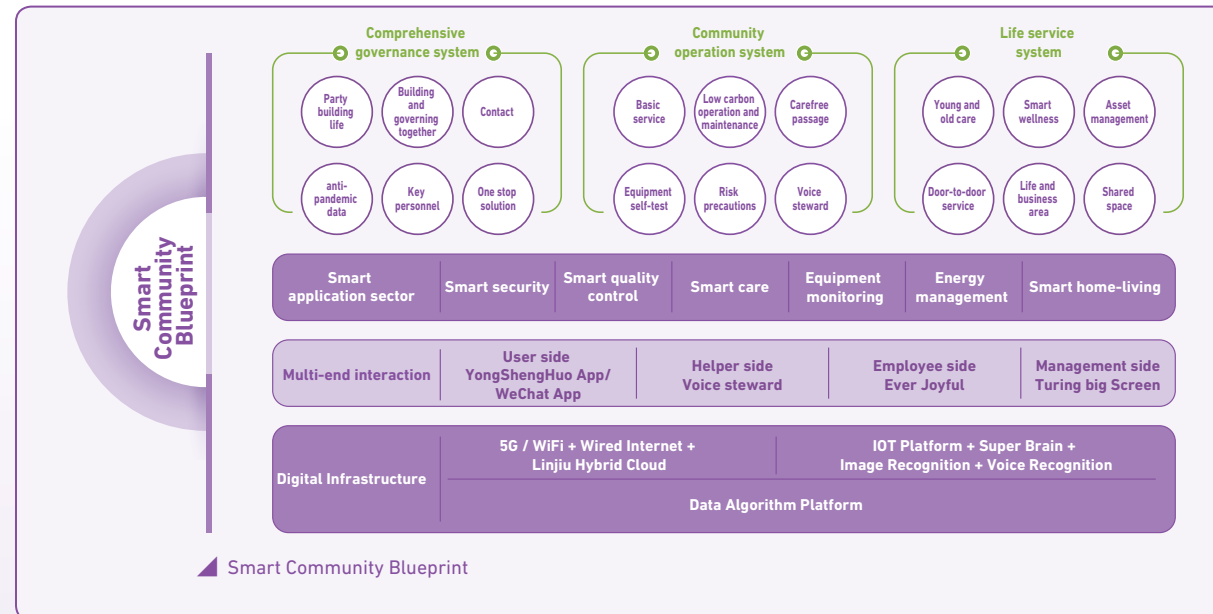 Comprehensive
governance system
Party
building
life
Building
and
governing
together
Contact
anti-
pandemic
data
Key
personnel
One stop
solution
Community
operation system
Basic
service
Low carbon
operation and
maintenance
Carefree
passage
Equipment
self-test
Risk
precautions
Voice
steward
Life service
system
Young and
old care
Smart
wellness
Asset
management
Door-to-door
service
Life and
business
area
Shared
space
Smart
Community
Blueprint
Smart
application sector
Smart security
Smart quality
control
Smart care
Equipment
monitoring
Energy
management
Smart home-living
Multi-end interaction
User side
YongShengHuo App/
WeChat App
Helper side
Voice steward
Employee side
Ever Joyful
Management side
Turing big Screen
Digital Infrastructure
5G / WiFi + Wired Internet +
Linjiu Hybrid Cloud
IOT Platform + Super Brain +
Image Recognition + Voice Recognition
Data Algorithm Platform
Smart Community Blueprint